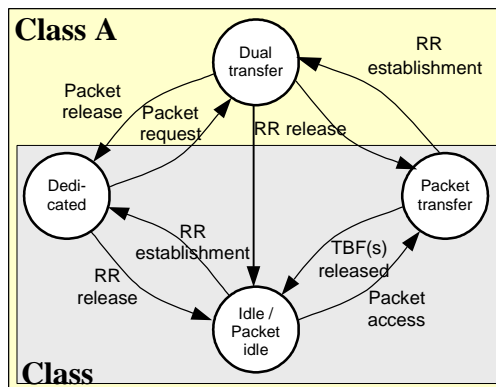 Class A
Dual
transfer
RR
establishment
Packet
release
Packet
request
RR release
Dedi-
cated
Packet
transfer
RR
establishment
TBF(s)
released
RR
release
Packet
access
Idle /
Packet
idle
Class